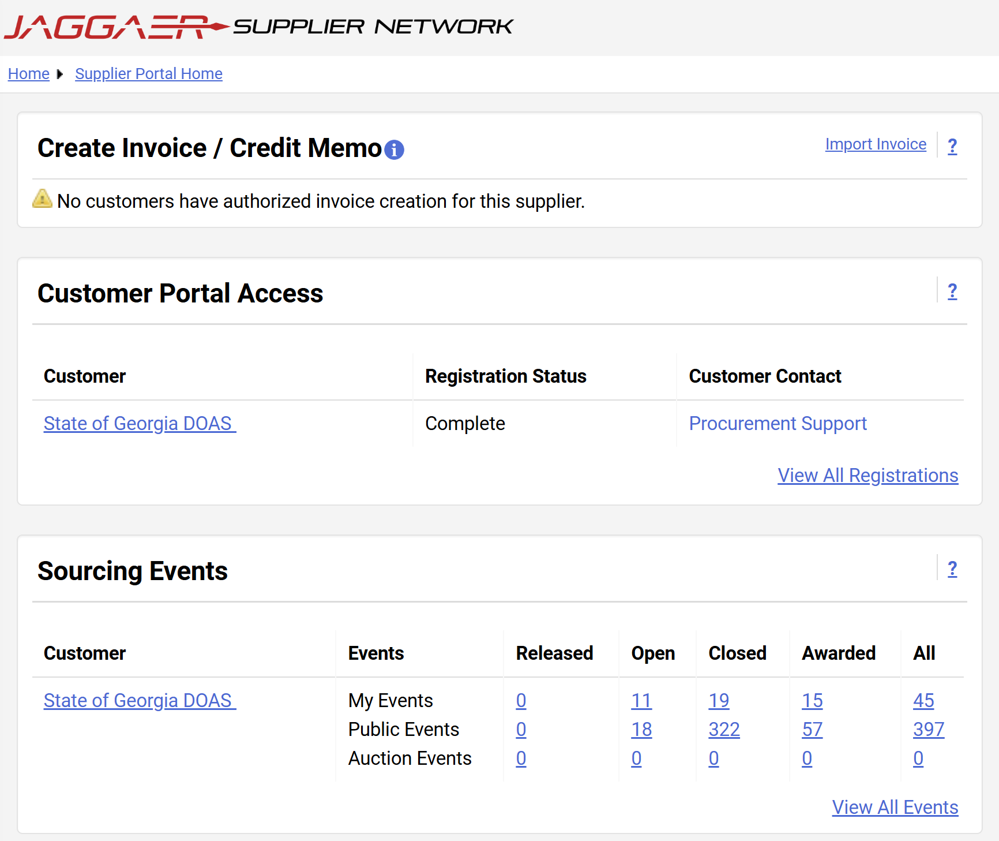 JAGGAER SUPPLIER NETWORK
Home Supplier Portal Home
Create Invoice / Credit Memo i Import Invoice ?
No customers have authorized invoice creation for this supplier.
Customer Portal Access ?
Customer Registration Status Customer Contact
State of Georgia DOAS Complete Procurement Support
View All Registrations
Sourcing Events ?
Customer Events Released Open Closed Awarded All
State of Georgia DOAS My Events 0 11 19 15 45
Public Events 0 18 322 57 397
Auction Events 0 0 0 0 0
View All Events